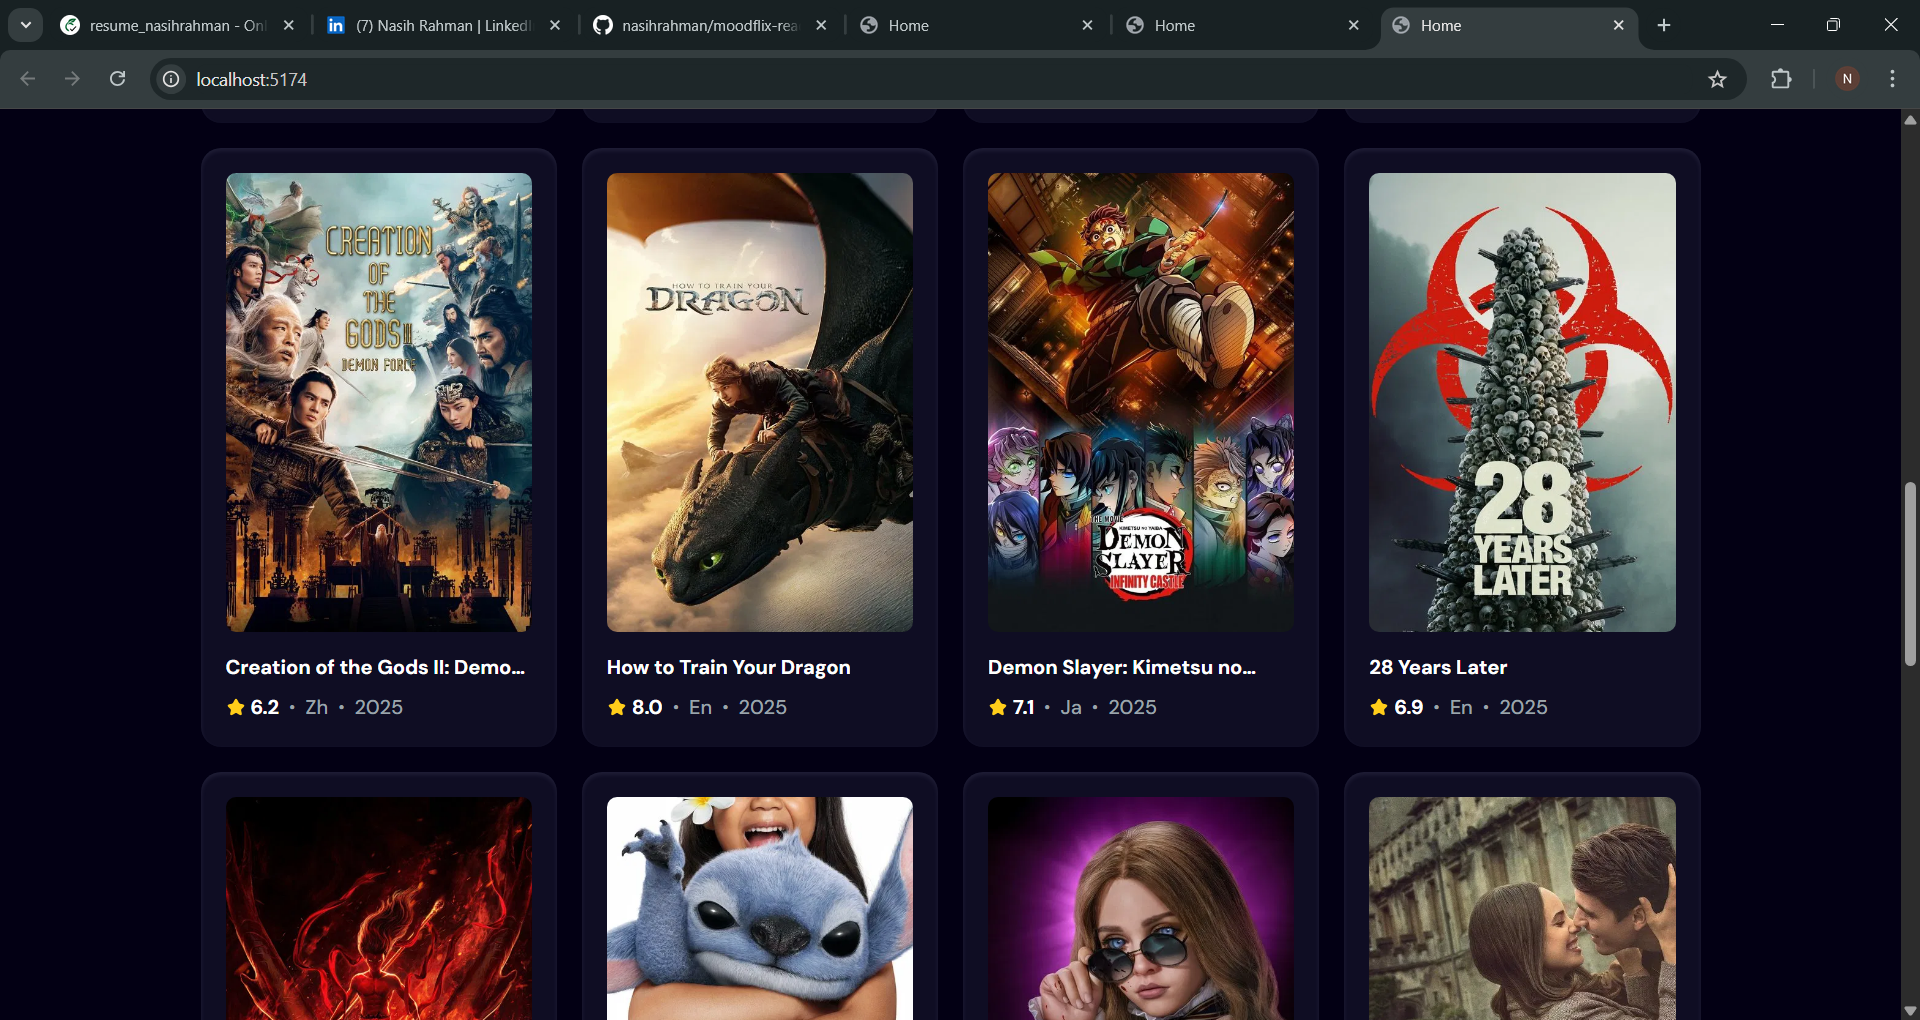 resume_nasihrahman - Onl
(7) Nasih Rahman | LinkedI
nasihrahman/moodflix-rea
Home
Home
Home
localhost:5174
N
CREATION
OF
THE
GODS II
DEMON FORCE
HOW TO TRAIN YOUR
DRAGON
THE MOVIE
KIMETSU NO YAIBA
DEMON
SLAYER
INFINITY CASTLE
28
YEARS
LATER
Creation of the Gods II: Demo...
How to Train Your Dragon
Demon Slayer: Kimetsu no...
28 Years Later
6.2 • Zh • 2025
8.0 • En • 2025
7.1 • Ja • 2025
6.9 • En • 2025